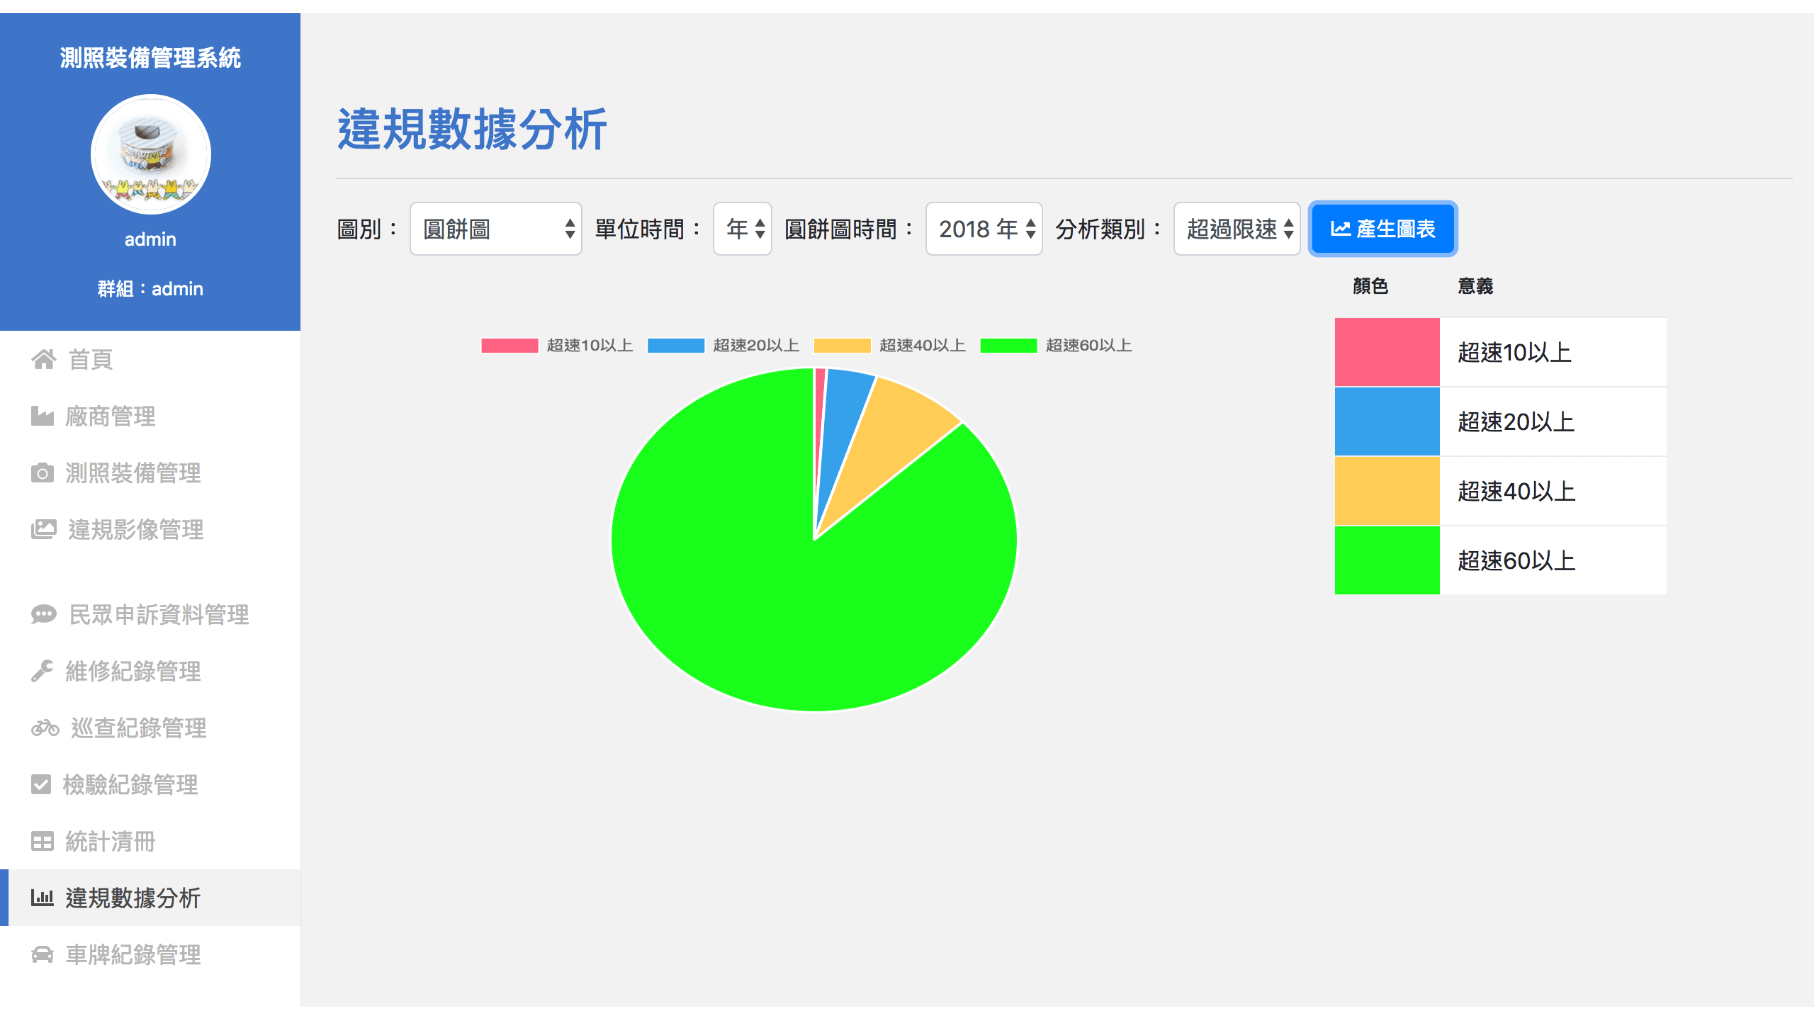 測照裝備管理系統
admin
群組：admin
首頁
廠商管理
測照裝備管理
違規影像管理
民眾申訴資料管理
維修紀錄管理
巡查紀錄管理
檢驗紀錄管理
統計清冊
違規數據分析
車牌紀錄管理
違規數據分析
圖別： 圓餅圖 單位時間： 年 圓餅圖時間： 2018 年 分析類別： 超過限速 產生圖表
超速10以上 超速20以上 超速40以上 超速60以上
顏色 意義
超速10以上
超速20以上
超速40以上
超速60以上